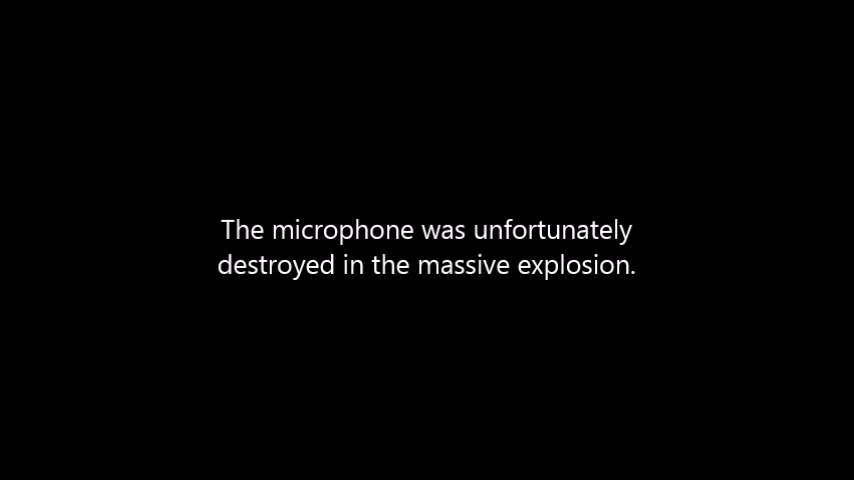 The microphone was unfortunately
destroyed in the massive explosion.